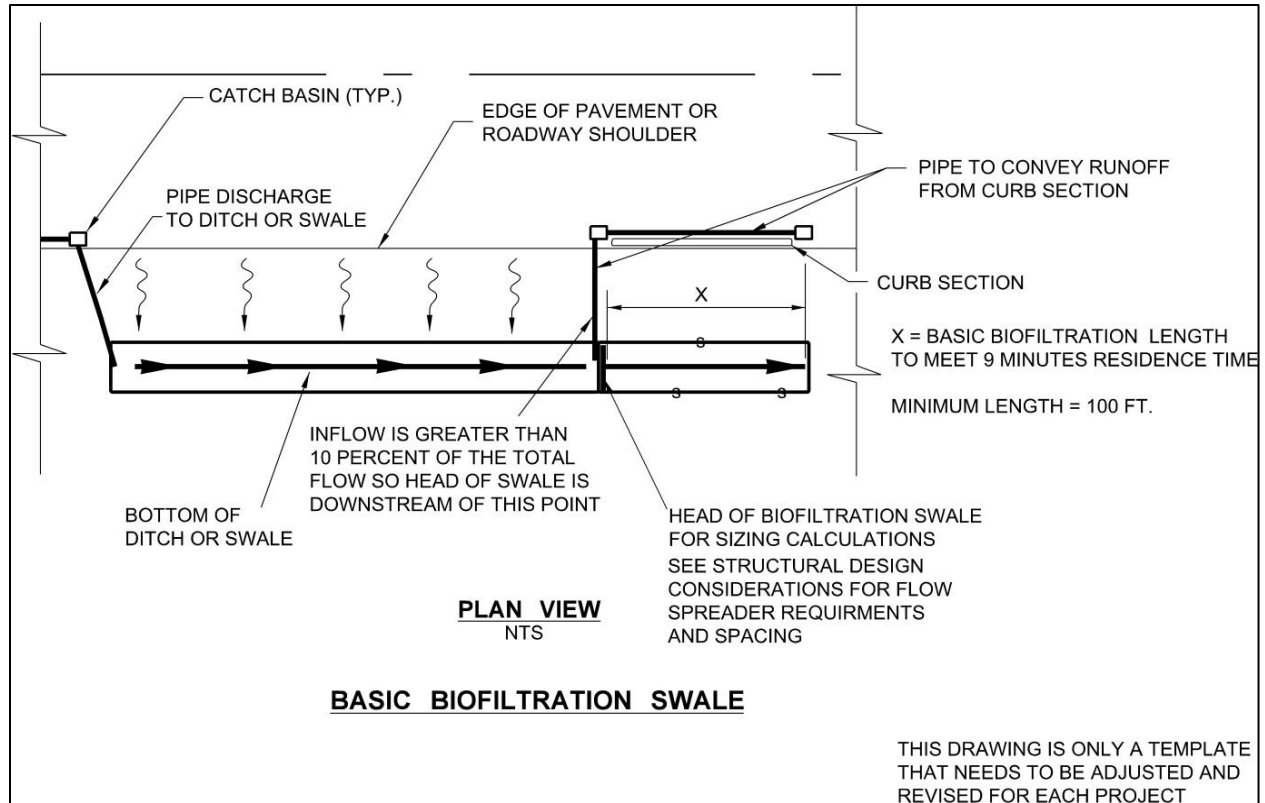 CATCH BASIN (TYP.)
EDGE OF PAVEMENT OR
ROADWAY SHOULDER
PIPE TO CONVEY RUNOFF
FROM CURB SECTION
PIPE DISCHARGE
TO DITCH OR SWALE
CURB SECTION
X
X = BASIC BIOFILTRATION LENGTH
TO MEET 9 MINUTES RESIDENCE TIME
MINIMUM LENGTH = 100 FT.
s
s
s
INFLOW IS GREATER THAN
10 PERCENT OF THE TOTAL
FLOW SO HEAD OF SWALE IS
DOWNSTREAM OF THIS POINT
BOTTOM OF
DITCH OR SWALE
HEAD OF BIOFILTRATION SWALE
FOR SIZING CALCULATIONS
SEE STRUCTURAL DESIGN
CONSIDERATIONS FOR FLOW
SPREADER REQUIRMENTS
AND SPACING
PLAN VIEW
NTS
BASIC BIOFILTRATION SWALE
THIS DRAWING IS ONLY A TEMPLATE
THAT NEEDS TO BE ADJUSTED AND
REVISED FOR EACH PROJECT